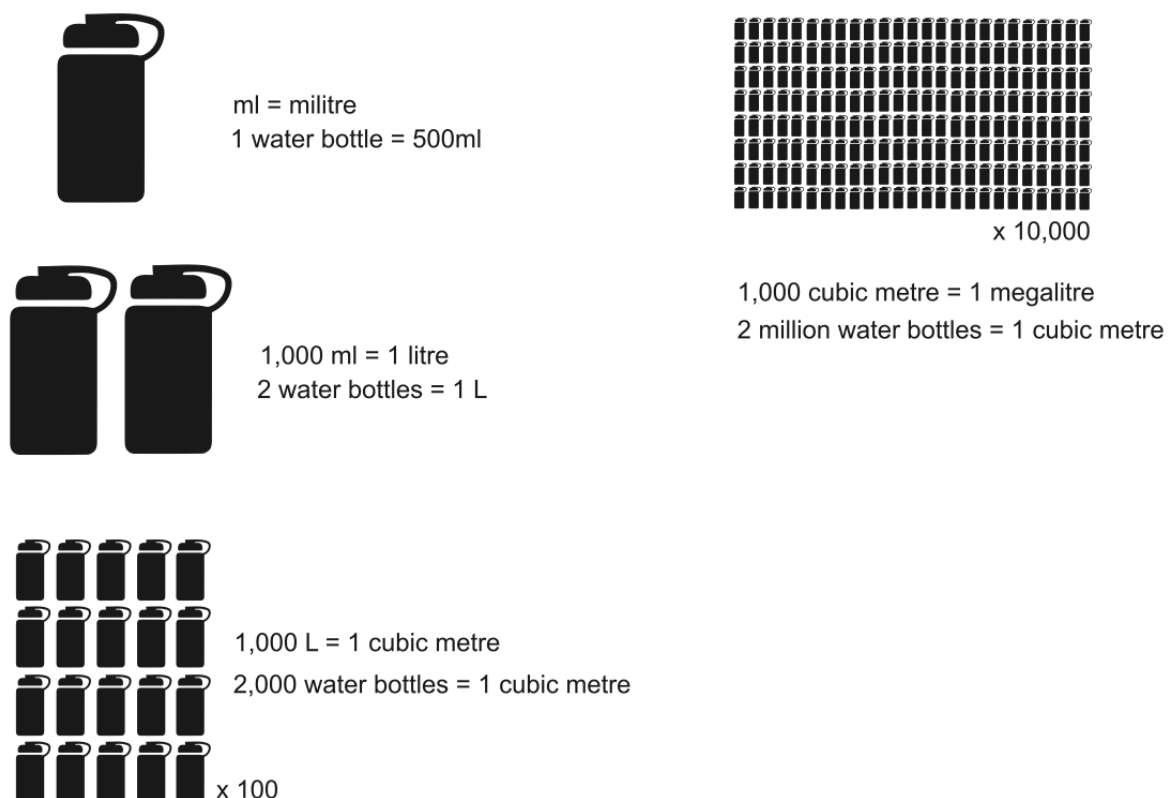 ml = militre
1 water bottle = 500ml
1,000 ml = 1 litre
2 water bottles = 1 L
1,000 L = 1 cubic metre
2,000 water bottles = 1 cubic metre
x 100
x 10,000
1,000 cubic metre = 1 megalitre
2 million water bottles = 1 cubic metre